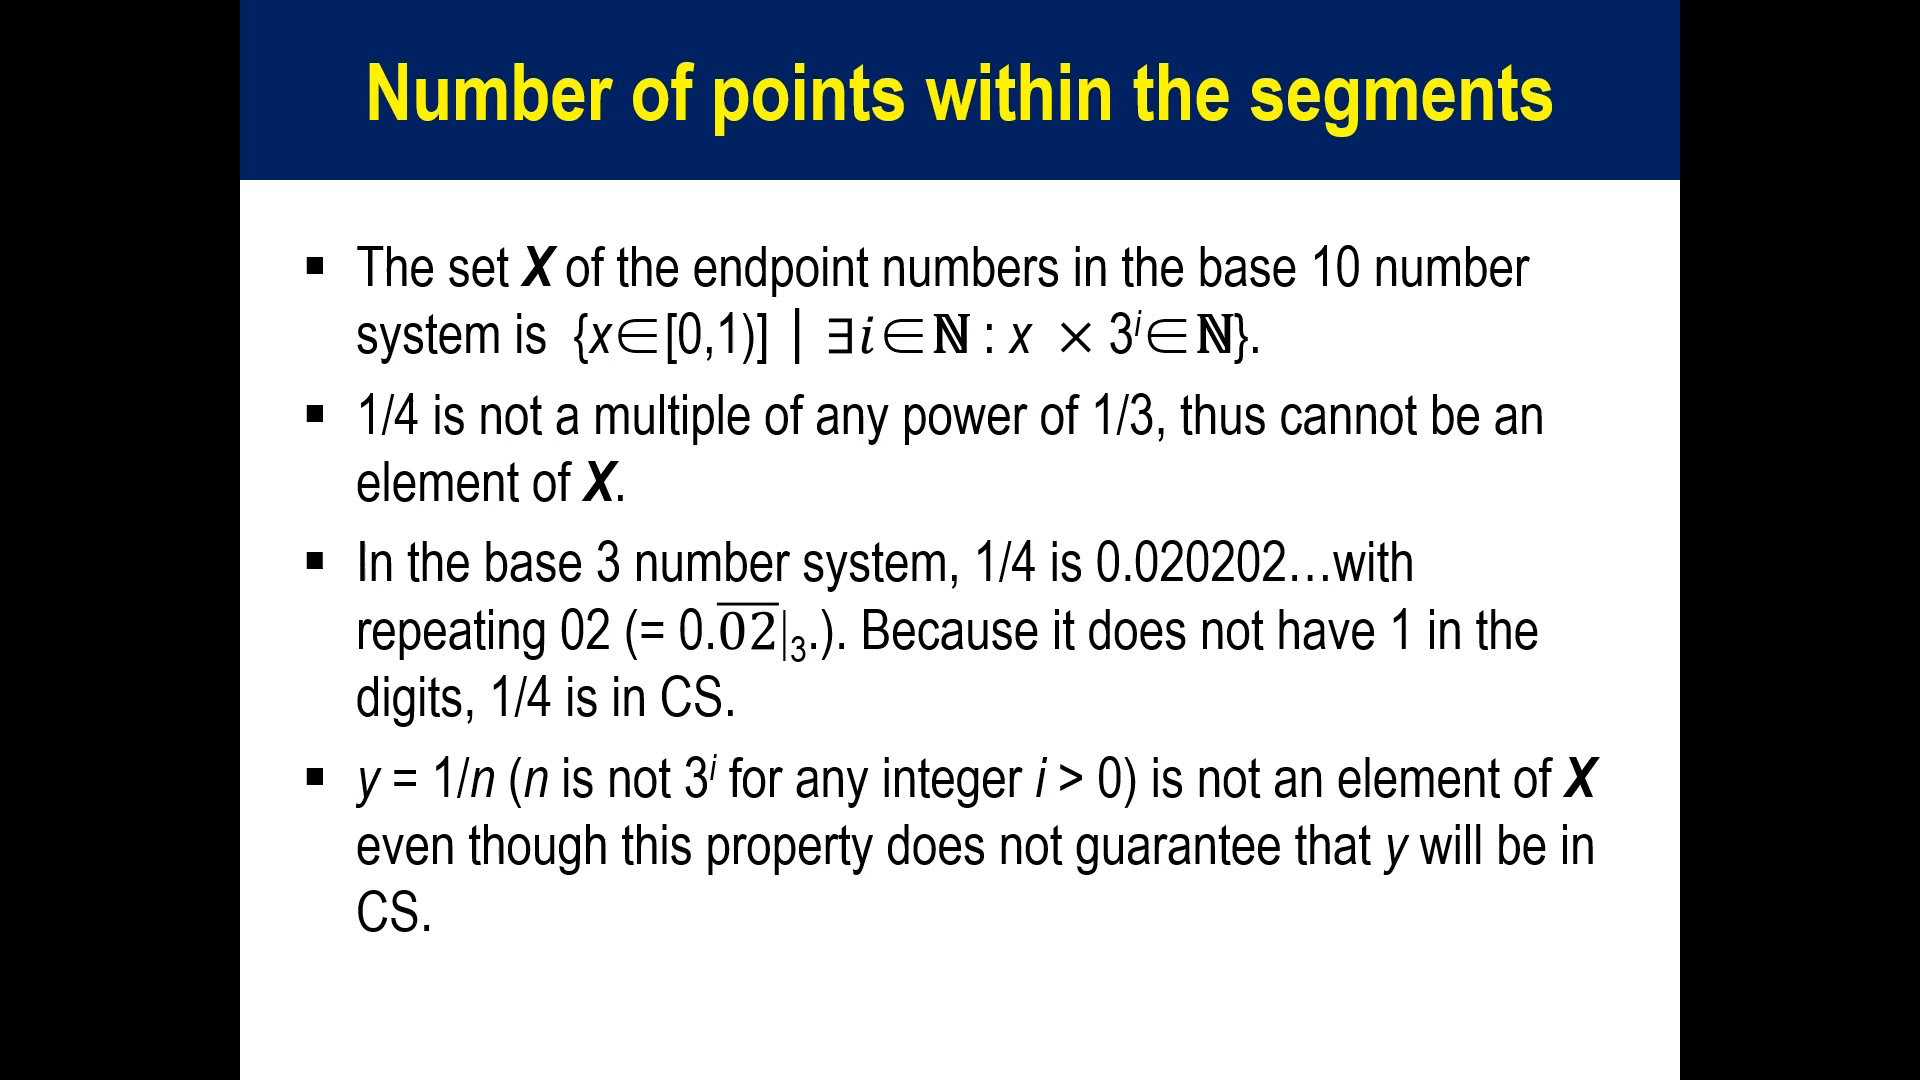 Number of points within the segments
▪ The set X of the endpoint numbers in the base 10 number
system is {x∈[0,1)] | ∃i∈ℕ : x × 3ⁱ∈ℕ}.
▪ 1/4 is not a multiple of any power of 1/3, thus cannot be an
element of X.
▪ In the base 3 number system, 1/4 is 0.020202…with
repeating 02 (= 0.0̅2̅|₃.). Because it does not have 1 in the
digits, 1/4 is in CS.
▪ y = 1/n (n is not 3ⁱ for any integer i > 0) is not an element of X
even though this property does not guarantee that y will be in
CS.